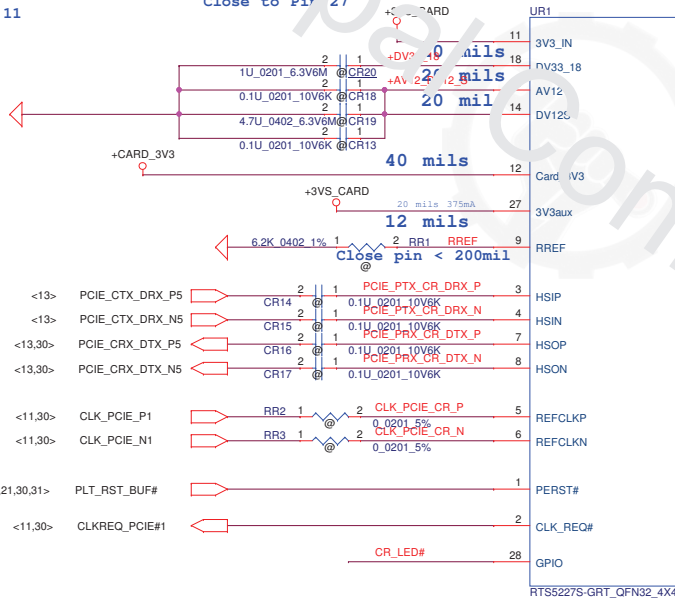 Close to Pin 27
11
UR1
11
3V3_IN
2 1
mils
18
DV33_18
1U_0201_6.3V6M @CR20
2 1
mils
AV12
0.1U_0201_10V6K @CR18
2 1
20 mil
14
4.7U_0402_6.3V6M@CR19
2 1
0.1U_0201_10V6K @CR13
+CARD_3V3
40 mils
12
+3VS_CARD
20 mils 375mA
27
3V3aux
12 mils
6.2K_0402_1% 1 2 RR1 RREF
9
RREF
Close pin < 200mil
@
<13> PCIE_CTX_DRX_P5
2 1 PCIE_PTX_CR_DRX_P
3
HSIP
CR14 @ 0.1U_0201_10V6K
<13> PCIE_CTX_DRX_N5
2 1 PCIE_PTX_CR_DRX_N
4
HSIN
CR15 @ 0.1U_0201_10V6K
<13,30> PCIE_CRX_DTX_P5
2 1 PCIE_PRX_CR_DTX_P
7
HSOP
CR16 @ 0.1U_0201_10V6K
<13,30> PCIE_CRX_DTX_N5
2 1 PCIE_PRX_CR_DTX_N
8
HSON
CR17 @ 0.1U_0201_10V6K
<11,30> CLK_PCIE_P1
RR2 1 2 CLK_PCIE_CR_P
5
REFCLKP
@ 0_0201_5%
<11,30> CLK_PCIE_N1
RR3 1 2 CLK_PCIE_CR_N
6
REFCLKN
@ 0_0201_5%
21,30,31> PLT_RST_BUF#
1
PERST#
<11,30> CLKREQ_PCIE#1
2
CLK_REQ#
CR_LED#
28
GPIO
RTS5227S-GRT_QFN32_4X4